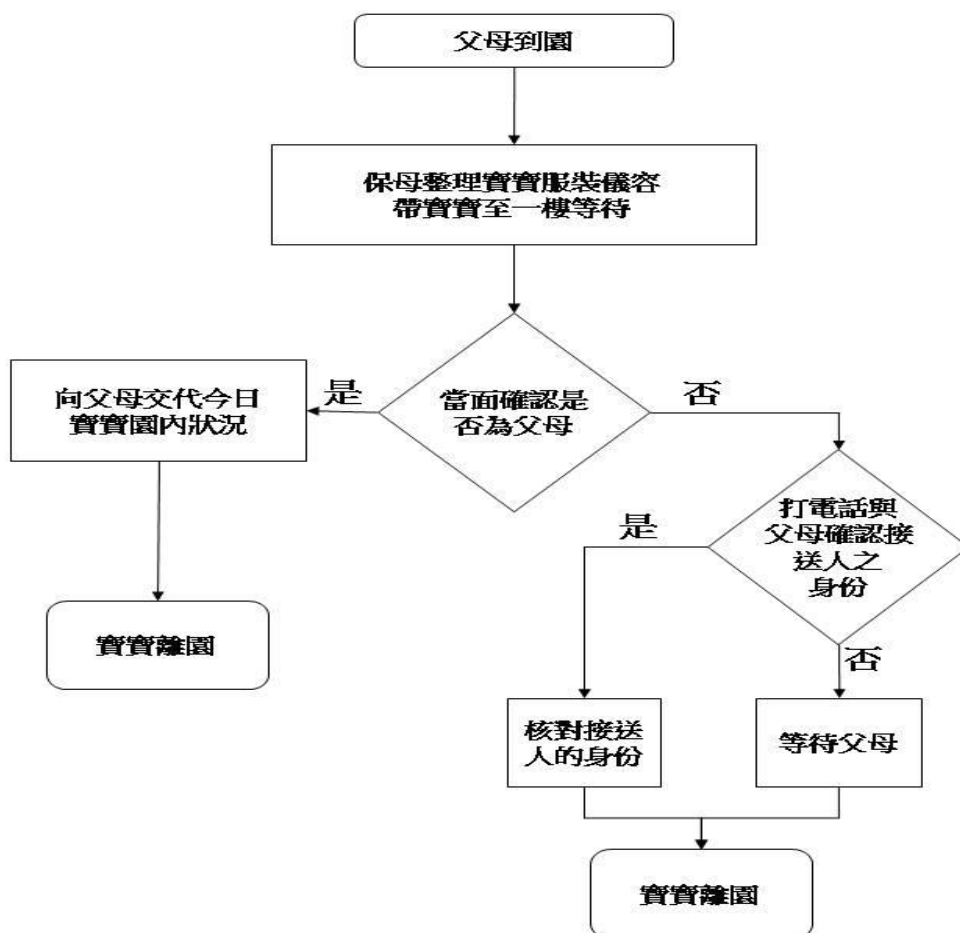 父母到園
保母整理寶寶服裝儀容
帶寶寶至一樓等待
當面確認是
否為父母
是
否
向父母交代今日
寶寶園內狀況
寶寶離園
打電話與
父母確認接
送人之
身份
是
否
核對接送
人的身份
等待父母
寶寶離園